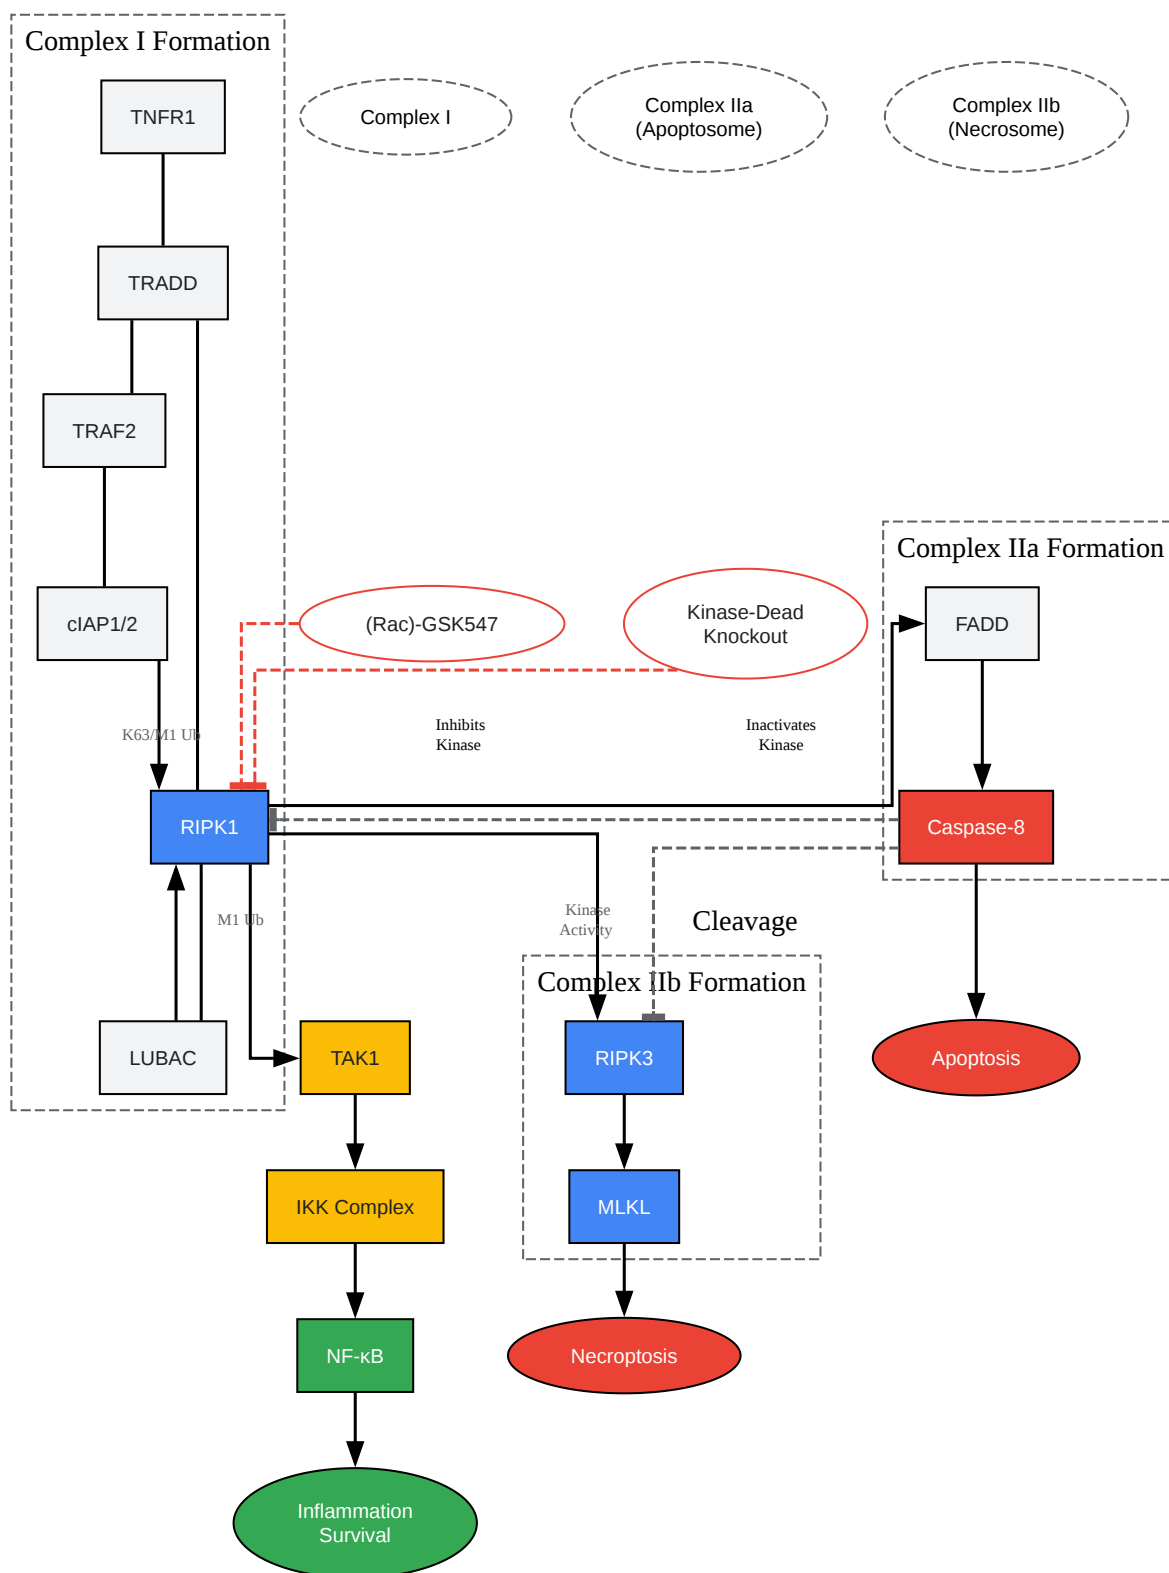 Complex I Formation
TNFR1
Complex I
Complex IIa
(Apoptosome)
Complex IIb
(Necrosome)
TRADD
TRAF2
Complex IIa Formation
cIAP1/2
(Rac)-GSK547
Kinase-Dead
Knockout
FADD
K63/M1 Ub
Inhibits
Kinase
Inactivates
Kinase
RIPK1
Caspase-8
M1 Ub
Kinase
Activity
Cleavage
Complex IIb Formation
LUBAC
TAK1
RIPK3
Apoptosis
IKK Complex
MLKL
NF-κB
Necroptosis
Inflammation
Survival